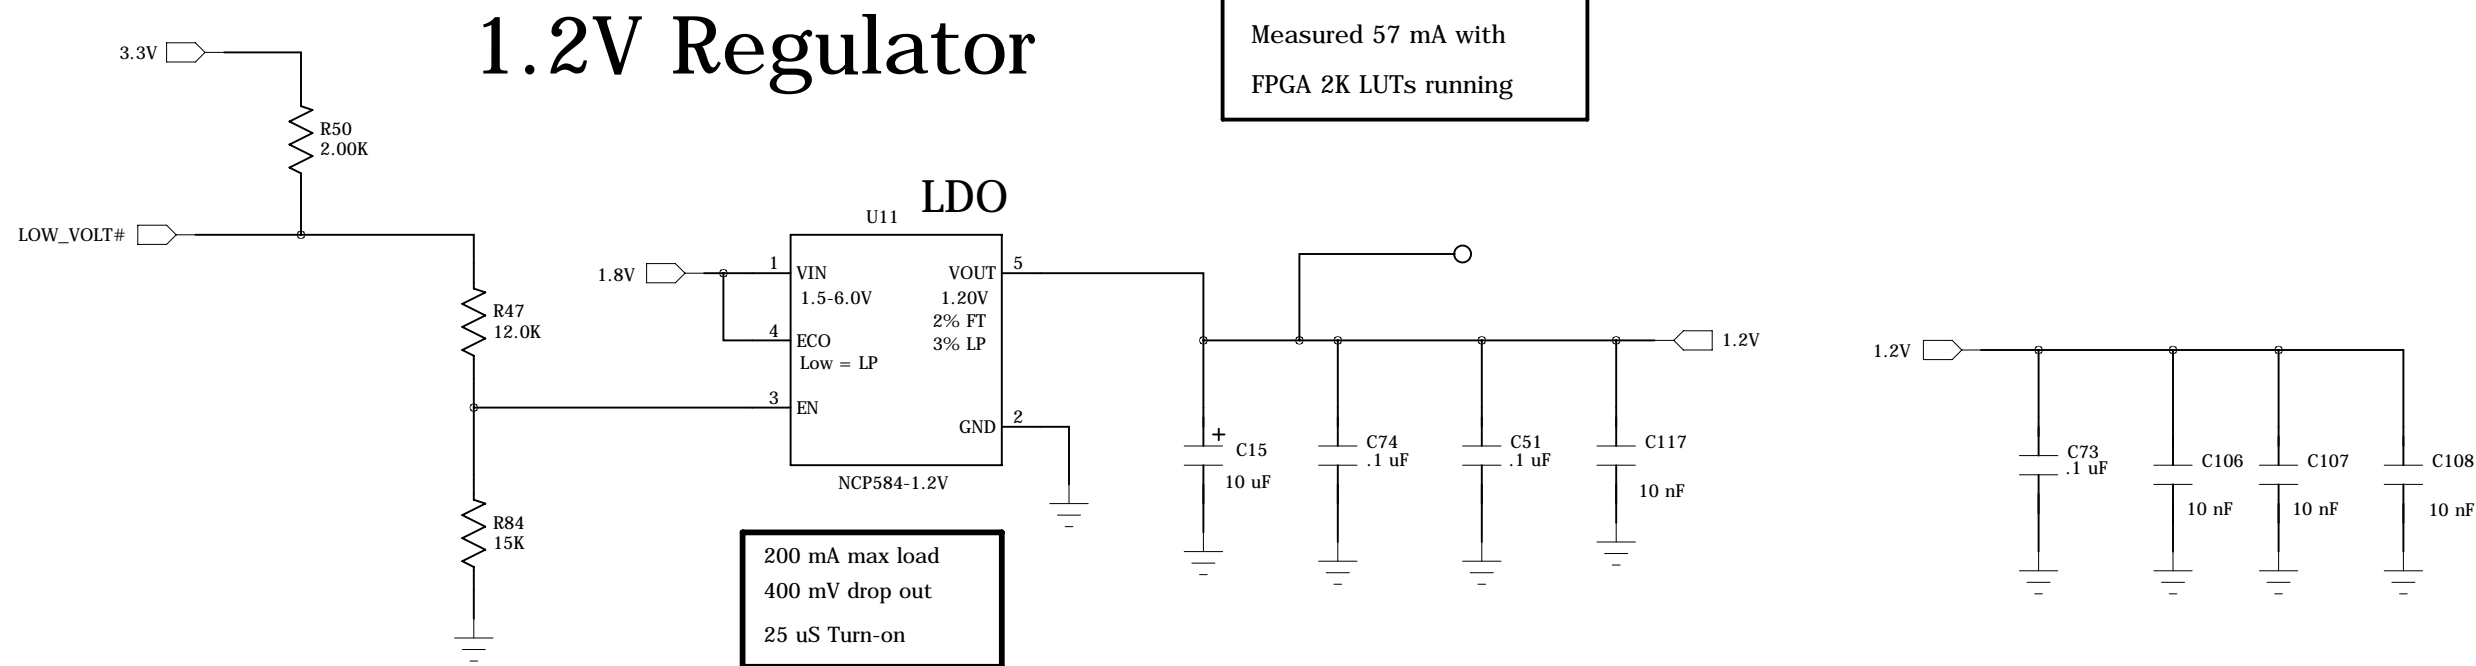 1.2V Regulator
Measured 57 mA with
FPGA 2K LUTs running
3.3V
R50
2.00K
LOW_VOLT#
R47
12.0K
R84
15K
LDO
U11
1.8V
1
VIN
1.5-6.0V
4
ECO
Low = LP
3
EN
VOUT
5
1.20V
2% FT
3% LP
GND
2
NCP584-1.2V
200 mA max load
400 mV drop out
25 uS Turn-on
+
C15
10 uF
C74
.1 uF
C51
.1 uF
C117
10 nF
1.2V
1.2V
C73
.1 uF
C106
10 nF
C107
10 nF
C108
10 nF